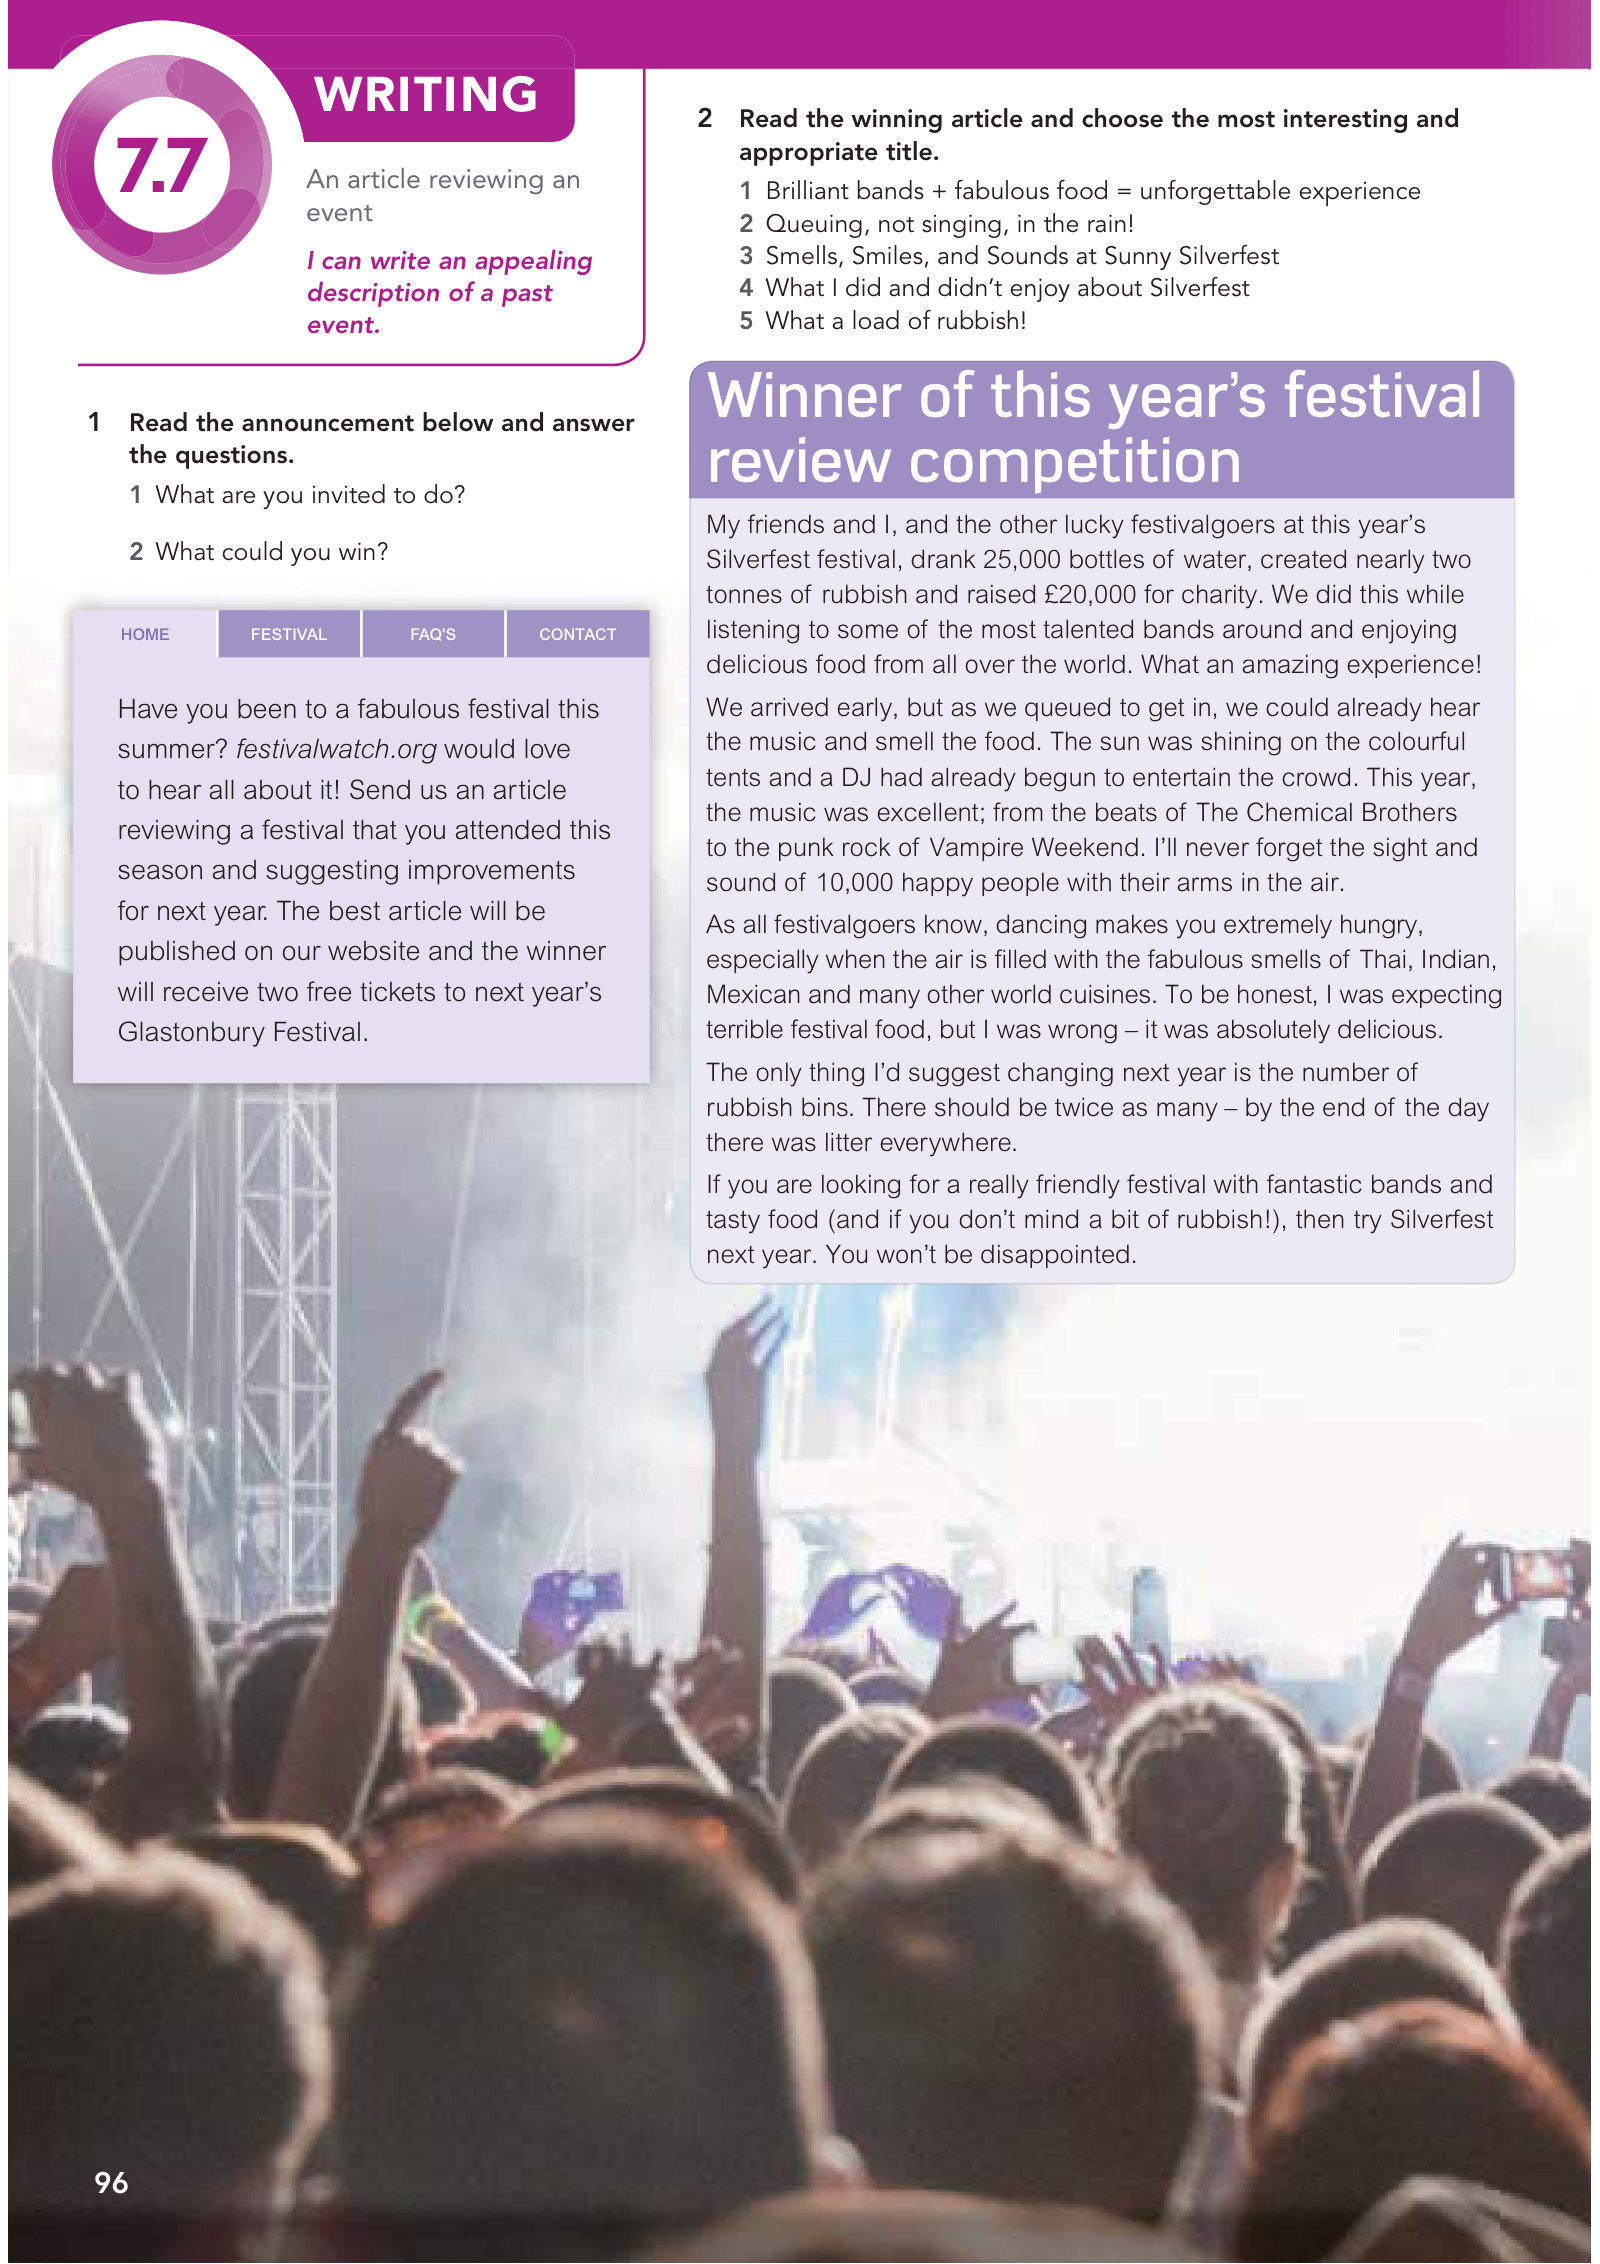 7.7
WRITING
An article reviewing an
event
I can write an appealing
description of a past
event.
1 Read the announcement below and answer
the questions.
1 What are you invited to do?
2 What could you win?
HOME FESTIVAL FAQ'S CONTACT
Have you been to a fabulous festival this
summer? festivalwatch.org would love
to hear all about it! Send us an article
reviewing a festival that you attended this
season and suggesting improvements
for next year. The best article will be
published on our website and the winner
will receive two free tickets to next year's
Glastonbury Festival.
2 Read the winning article and choose the most interesting and
appropriate title.
1 Brilliant bands + fabulous food = unforgettable experience
2 Queuing, not singing, in the rain!
3 Smells, Smiles, and Sounds at Sunny Silverfest
4 What I did and didn't enjoy about Silverfest
5 What a load of rubbish!
Winner of this year's festival
review competition
My friends and I, and the other lucky festivalgoers at this year's
Silverfest festival, drank 25,000 bottles of water, created nearly two
tonnes of rubbish and raised £20,000 for charity. We did this while
listening to some of the most talented bands around and enjoying
delicious food from all over the world. What an amazing experience!
We arrived early, but as we queued to get in, we could already hear
the music and smell the food. The sun was shining on the colourful
tents and a DJ had already begun to entertain the crowd. This year,
the music was excellent; from the beats of The Chemical Brothers
to the punk rock of Vampire Weekend. I'll never forget the sight and
sound of 10,000 happy people with their arms in the air.
As all festivalgoers know, dancing makes you extremely hungry,
especially when the air is filled with the fabulous smells of Thai, Indian,
Mexican and many other world cuisines. To be honest, I was expecting
terrible festival food, but I was wrong – it was absolutely delicious.
The only thing I'd suggest changing next year is the number of
rubbish bins. There should be twice as many – by the end of the day
there was litter everywhere.
If you are looking for a really friendly festival with fantastic bands and
tasty food (and if you don't mind a bit of rubbish!), then try Silverfest
next year. You won't be disappointed.
96